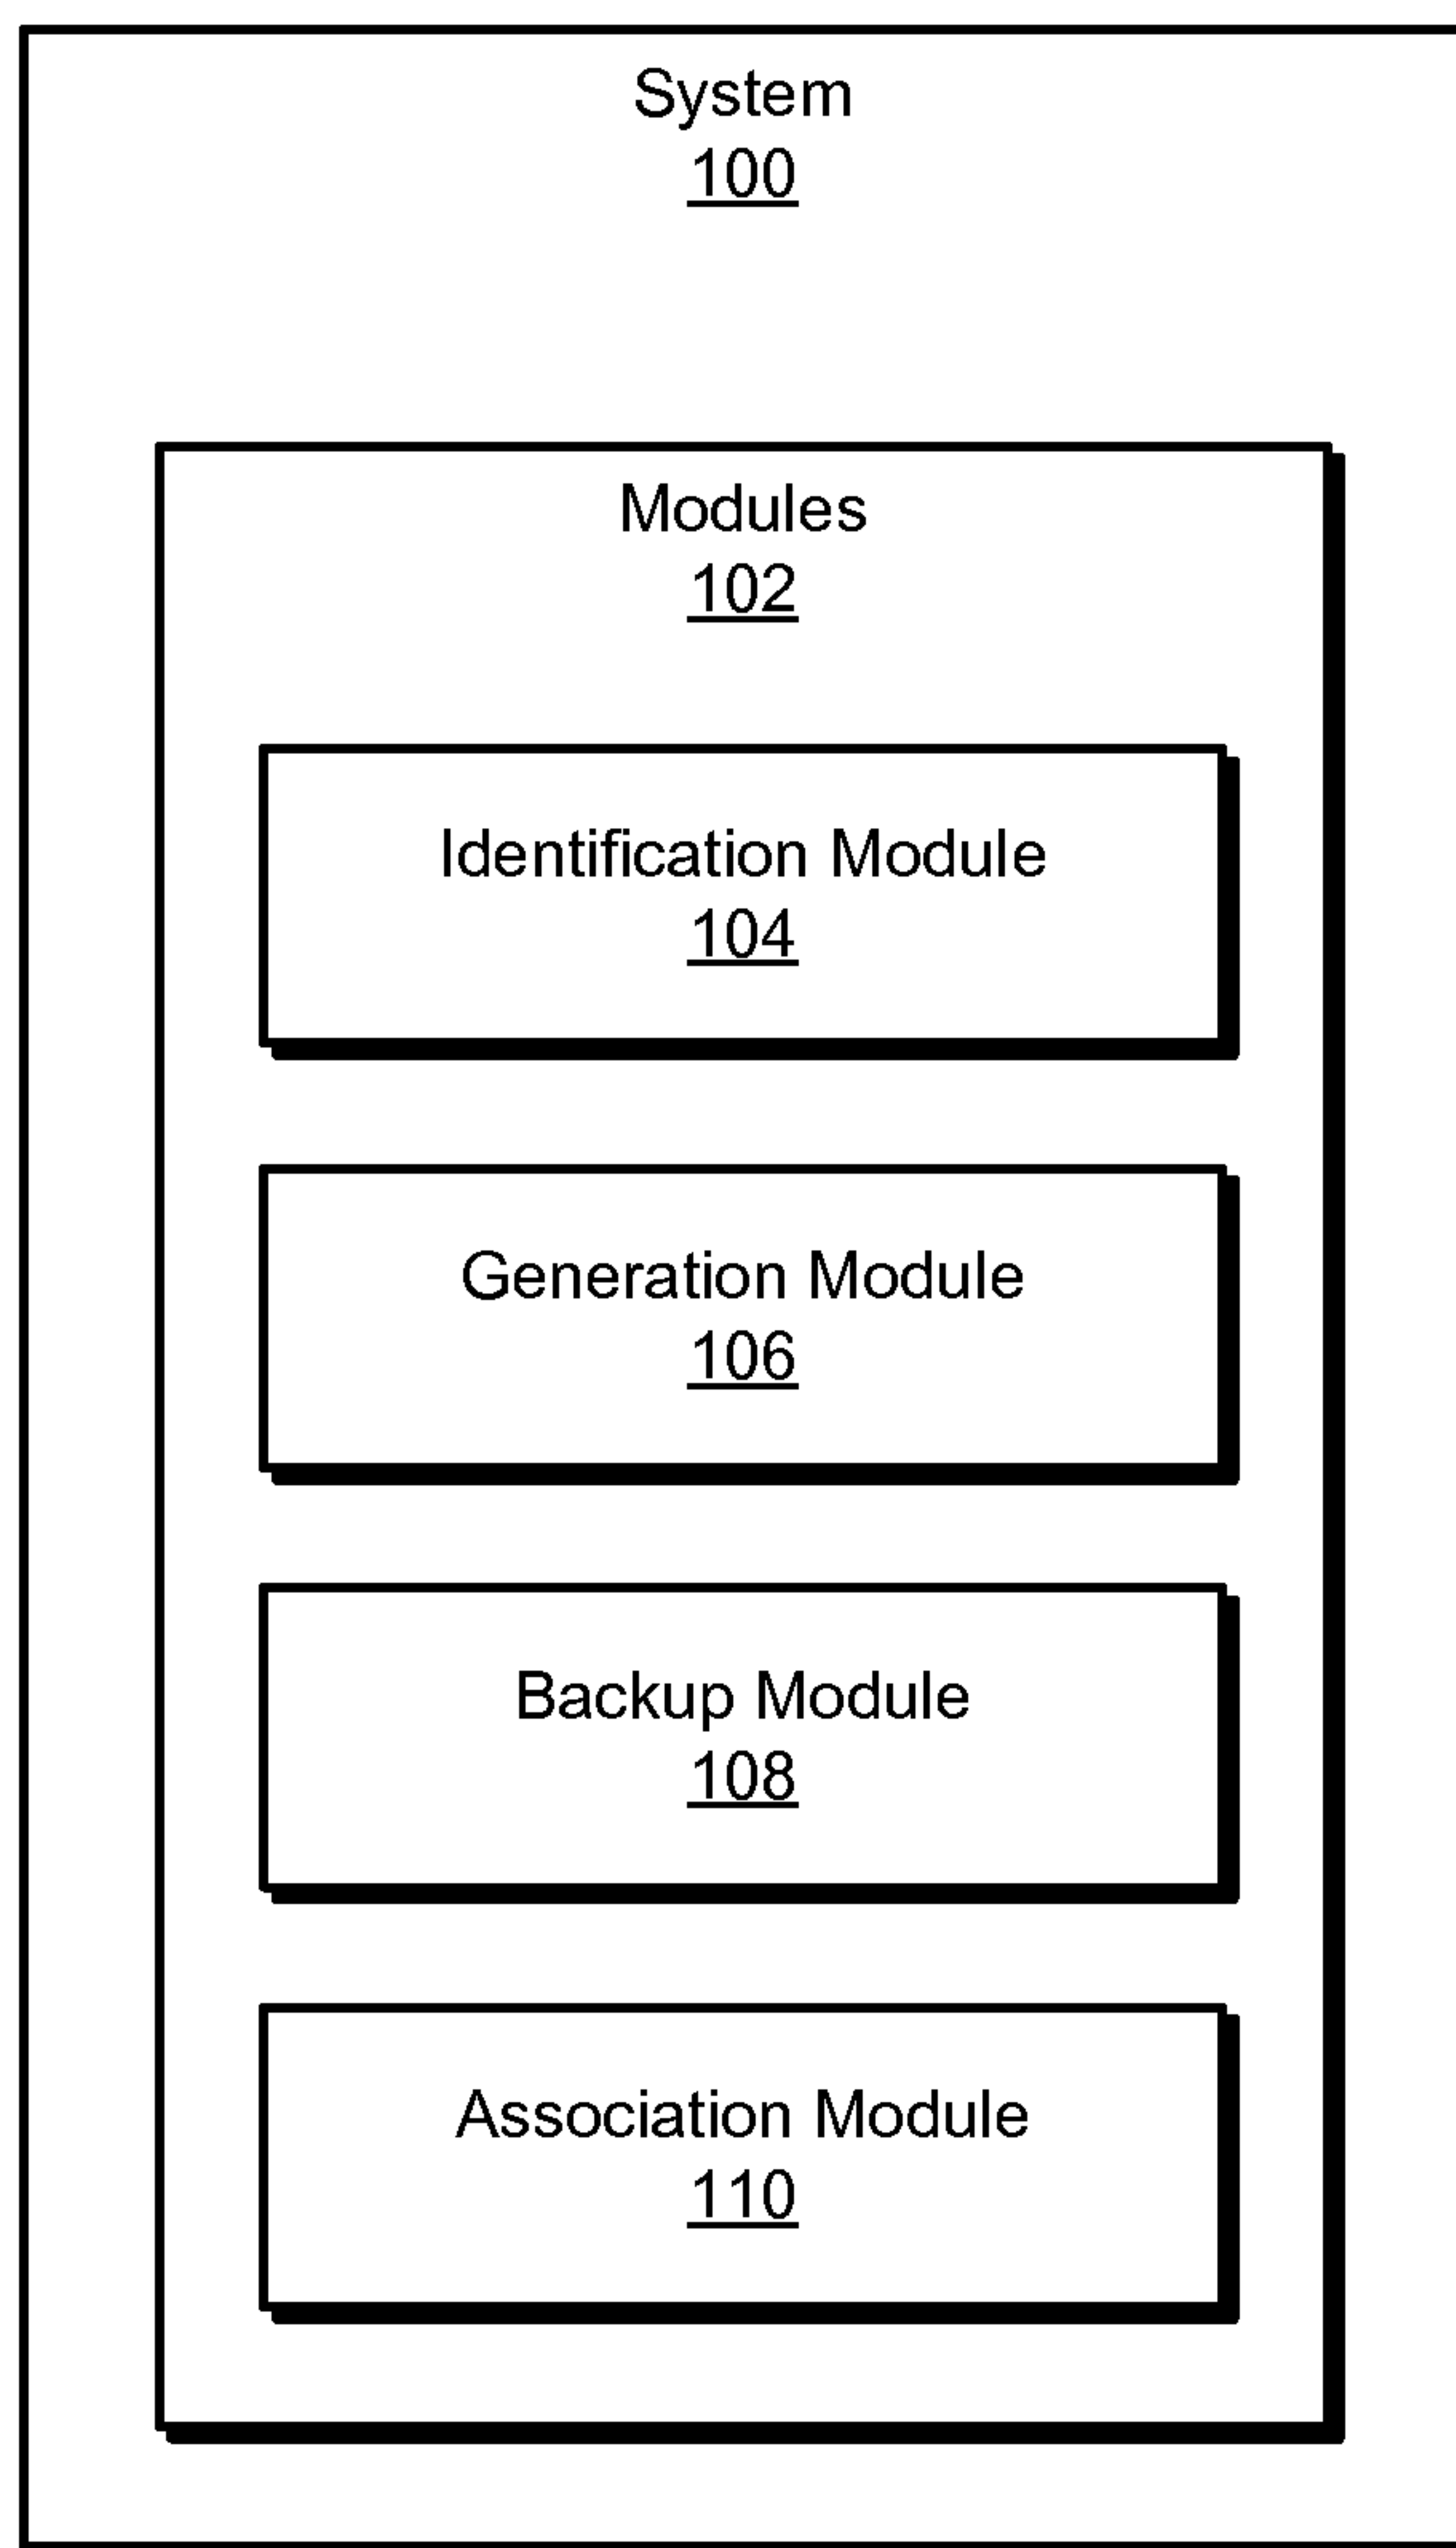 System
100
Modules
102
Identification Module
104
Generation Module
106
Backup Module
108
Association Module
110